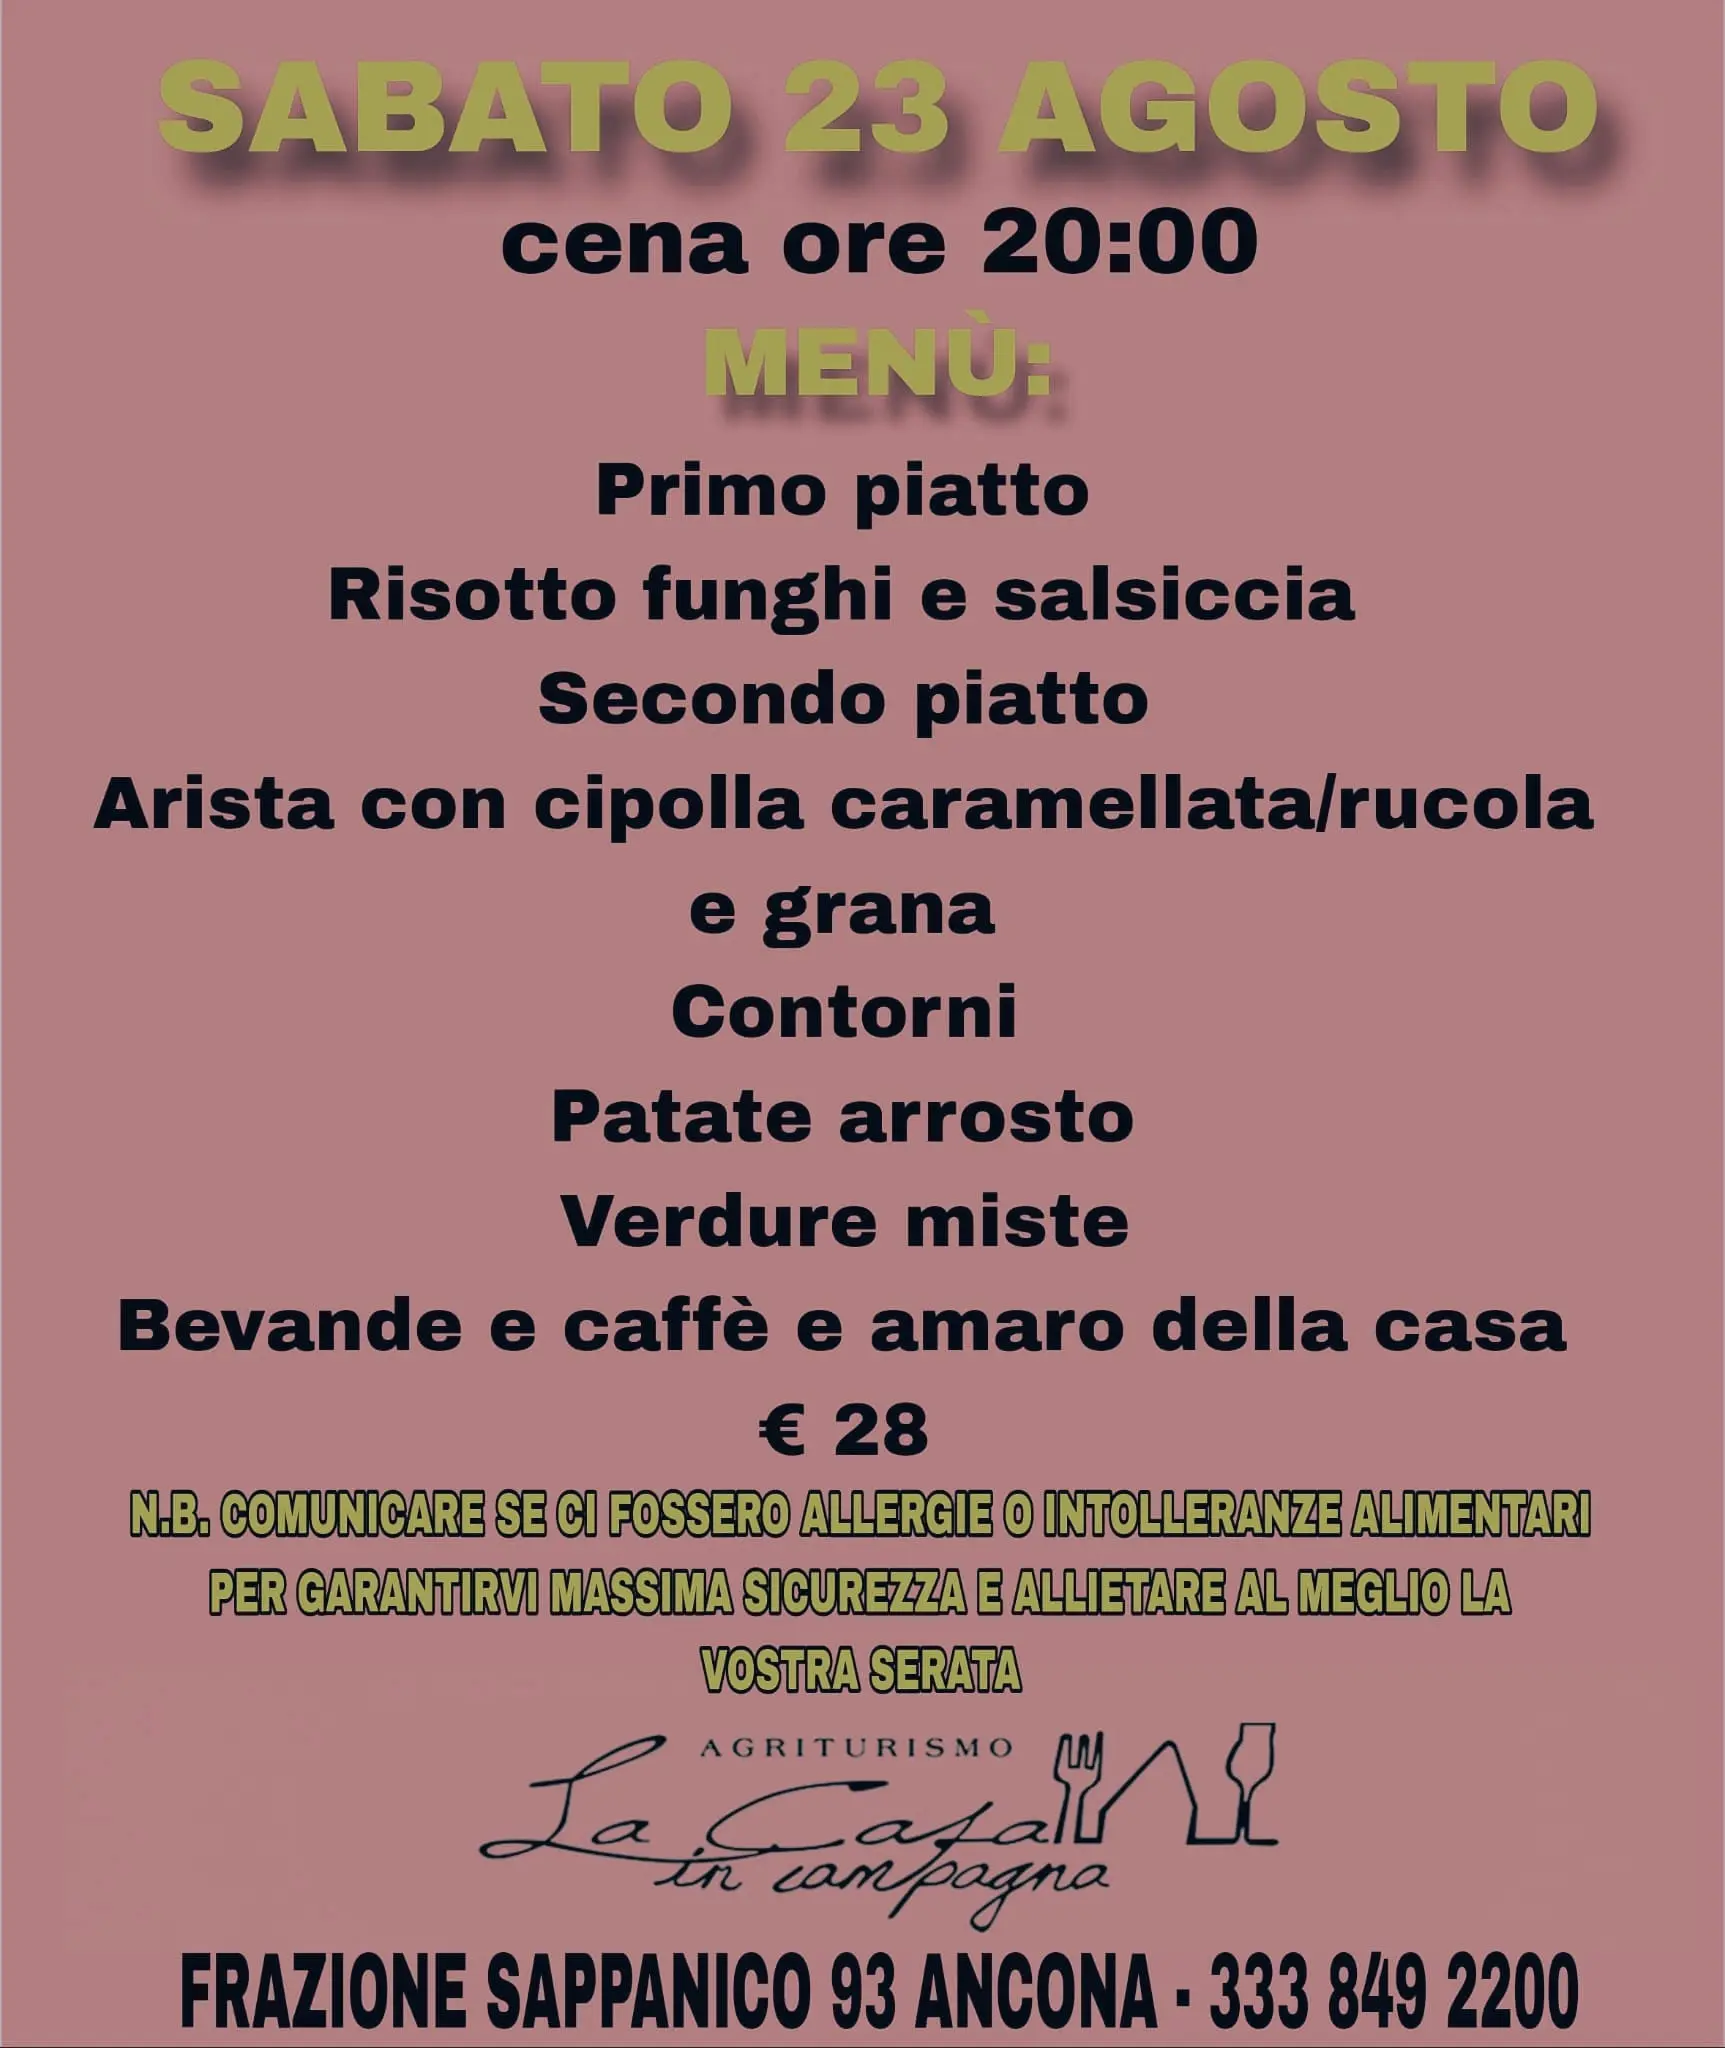 SABATO 23 AGOSTO
cena ore 20:00
MENÙ:
Primo piatto
Risotto funghi e salsiccia
Secondo piatto
Arista con cipolla caramellata/rucola
e grana
Contorni
Patate arrosto
Verdure miste
Bevande e caffè e amaro della casa
€ 28
N.B. COMUNICARE SE CI FOSSERO ALLERGIE O INTOLLERANZE ALIMENTARI
PER GARANTIRVI MASSIMA SICUREZZA E ALLIETARE AL MEGLIO LA
VOSTRA SERATA
AGRITURISMO
La Casa
in campagna
FRAZIONE SAPPANICO 93 ANCONA - 333 849 2200